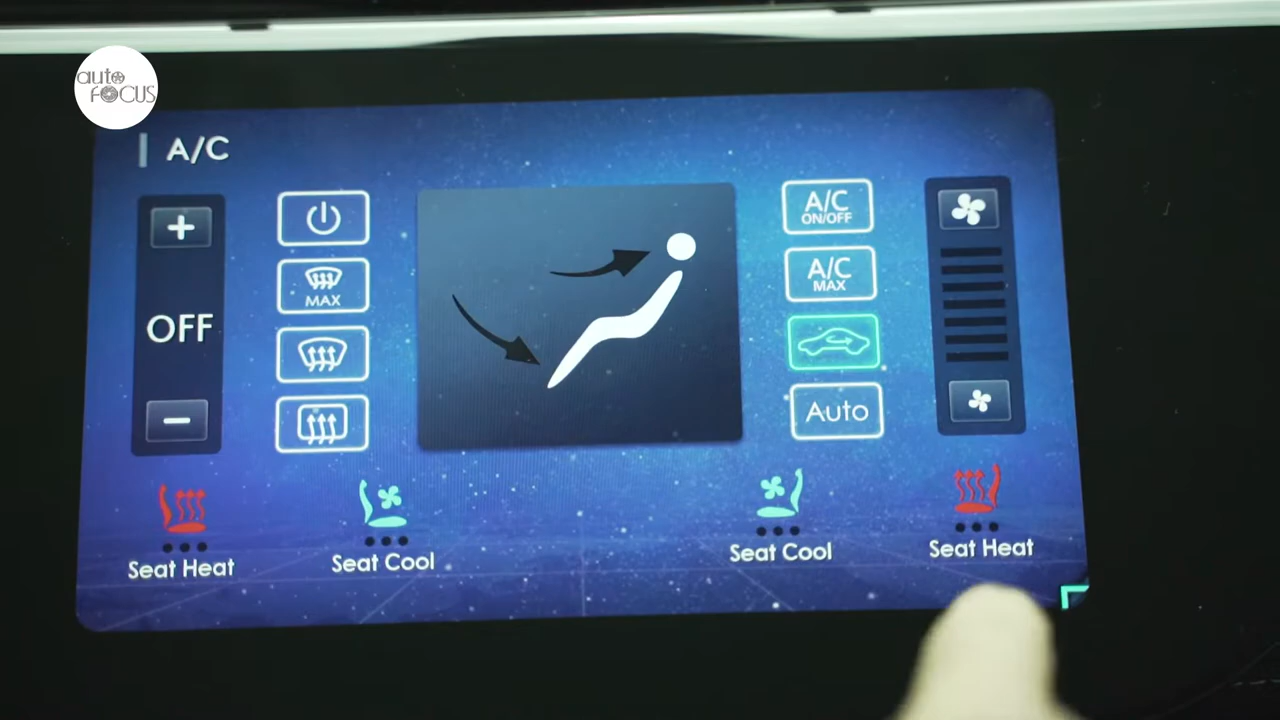 auto
FOCUS
A/C
OFF
MAX
A/C
ON/OFF
A/C
MAX
Auto
Seat Heat
Seat Cool
Seat Cool
Seat Heat